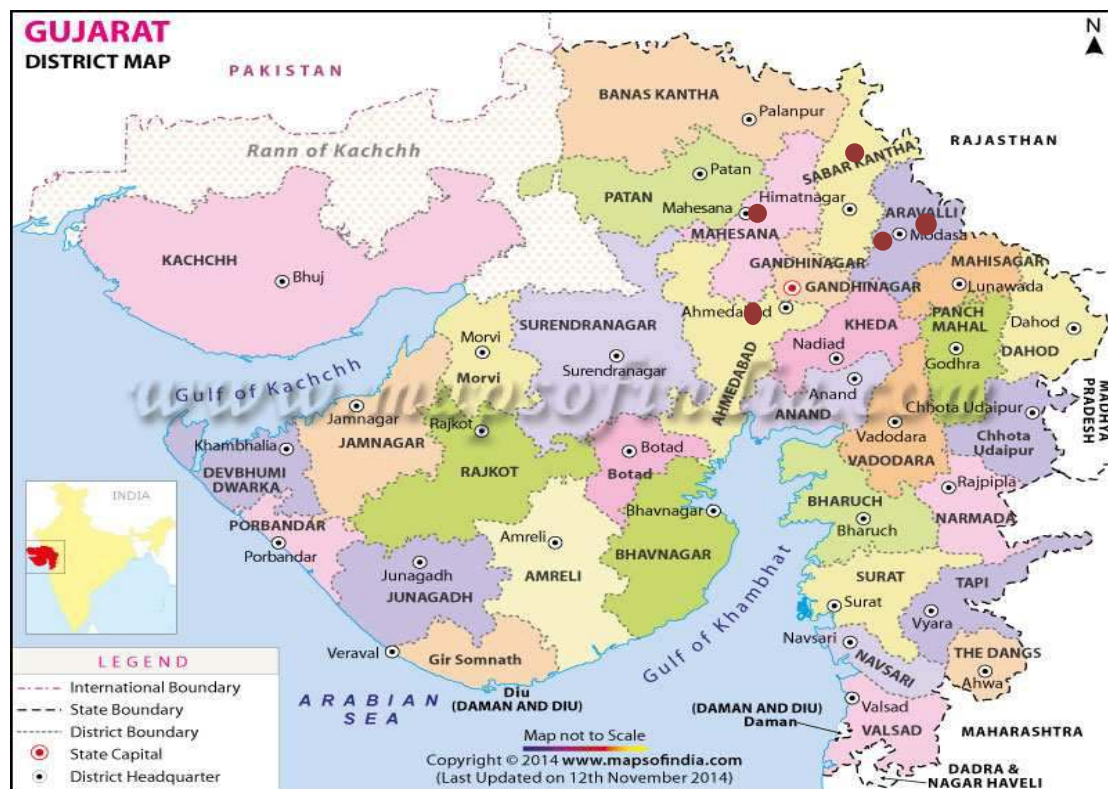 GUJARAT
DISTRICT MAP
N
PAKISTAN
RAJASTHAN
Rann of Kachchh
BANAS KANTHA
Palanpur
PATAN
Patan
SABAR KANTHA
Himatnagar
Mahesana
MAHESANA
ARAVALLI
Modasa
KACHCHH
Bhuj
GANDHINAGAR
GANDHINAGAR
MAHISAGAR
Lunawada
SURENDRANAGAR
Surendranagar
AHMEDABAD
KHEDA
Nadiad
PANCH
MAHAL
Godhra
Dahod
DAHOD
Morvi
Morvi
Gulf of Kachchh
www.mapsofindia.com
Anand
ANAND
MADHYA
PRADESH
Jamnagar
JAMNAGAR
Rajkot
RAJKOT
Botad
Botad
Vadodara
VADODARA
Chhota Udaipur
Chhota
Udaipur
Khambhalia
DEVBHUMI
DWARKA
Rajpipla
NARMADA
BHARUCH
Bharuch
Bhavnagar
BHAVNAGAR
INDIA
PORBANDAR
Porbandar
Amreli
AMRELI
Junagadh
JUNAGADH
Gulf of Khambhat
SURAT
Surat
TAPI
Vyara
Navsari
NAVSARI
THE DANGS
Ahwa
Veraval
Gir Somnath
Diu
(DAMAN AND DIU)
ARABIAN
SEA
(DAMAN AND DIU)
Daman
Valsad
VALSAD
MAHARASHTRA
DADRA &
NAGAR HAVELI
LEGEND
International Boundary
State Boundary
District Boundary
State Capital
District Headquarter
Map not to Scale
Copyright © 2014 www.mapsofindia.com
(Last Updated on 12th November 2014)